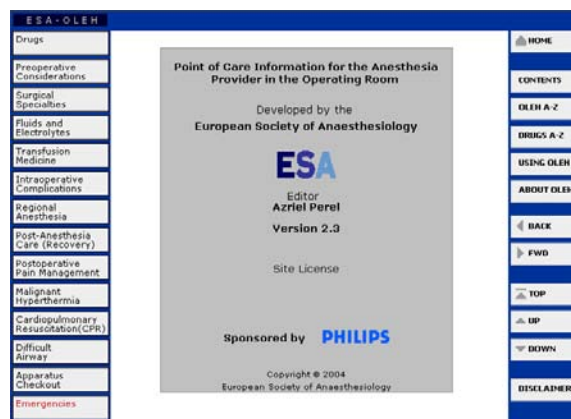 ESA-OLEH
Drugs
Preoperative
Considerations
Surgical
Specialties
Fluids and
Electrolytes
Transfusion
Medicine
Intraoperative
Complications
Regional
Anesthesia
Post-Anesthesia
Care (Recovery)
Postoperative
Pain Management
Malignant
Hyperthermia
Cardiopulmonary
Resuscitation(CPR)
Difficult
Airway
Apparatus
Checkout
Emergencies
Point of Care Information for the Anesthesia
Provider in the Operating Room
Developed by the
European Society of Anaesthesiology
ESA
Editor
Azriel Perel
Version 2.3
Site License
Sponsored by PHILIPS
Copyright © 2004
European Society of Anaesthesiology
HOME
CONTENTS
OLEH A-Z
DRUGS A-Z
USING OLEH
ABOUT OLEH
BACK
FWD
TOP
UP
DOWN
DISCLAIMER